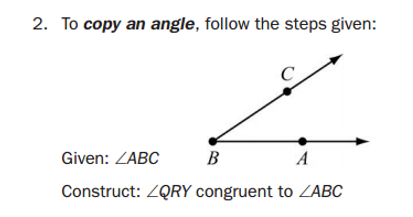 2. To copy an angle, follow the steps given:
C
Given: ∠ABC
B
A
Construct: ∠QRY congruent to ∠ABC